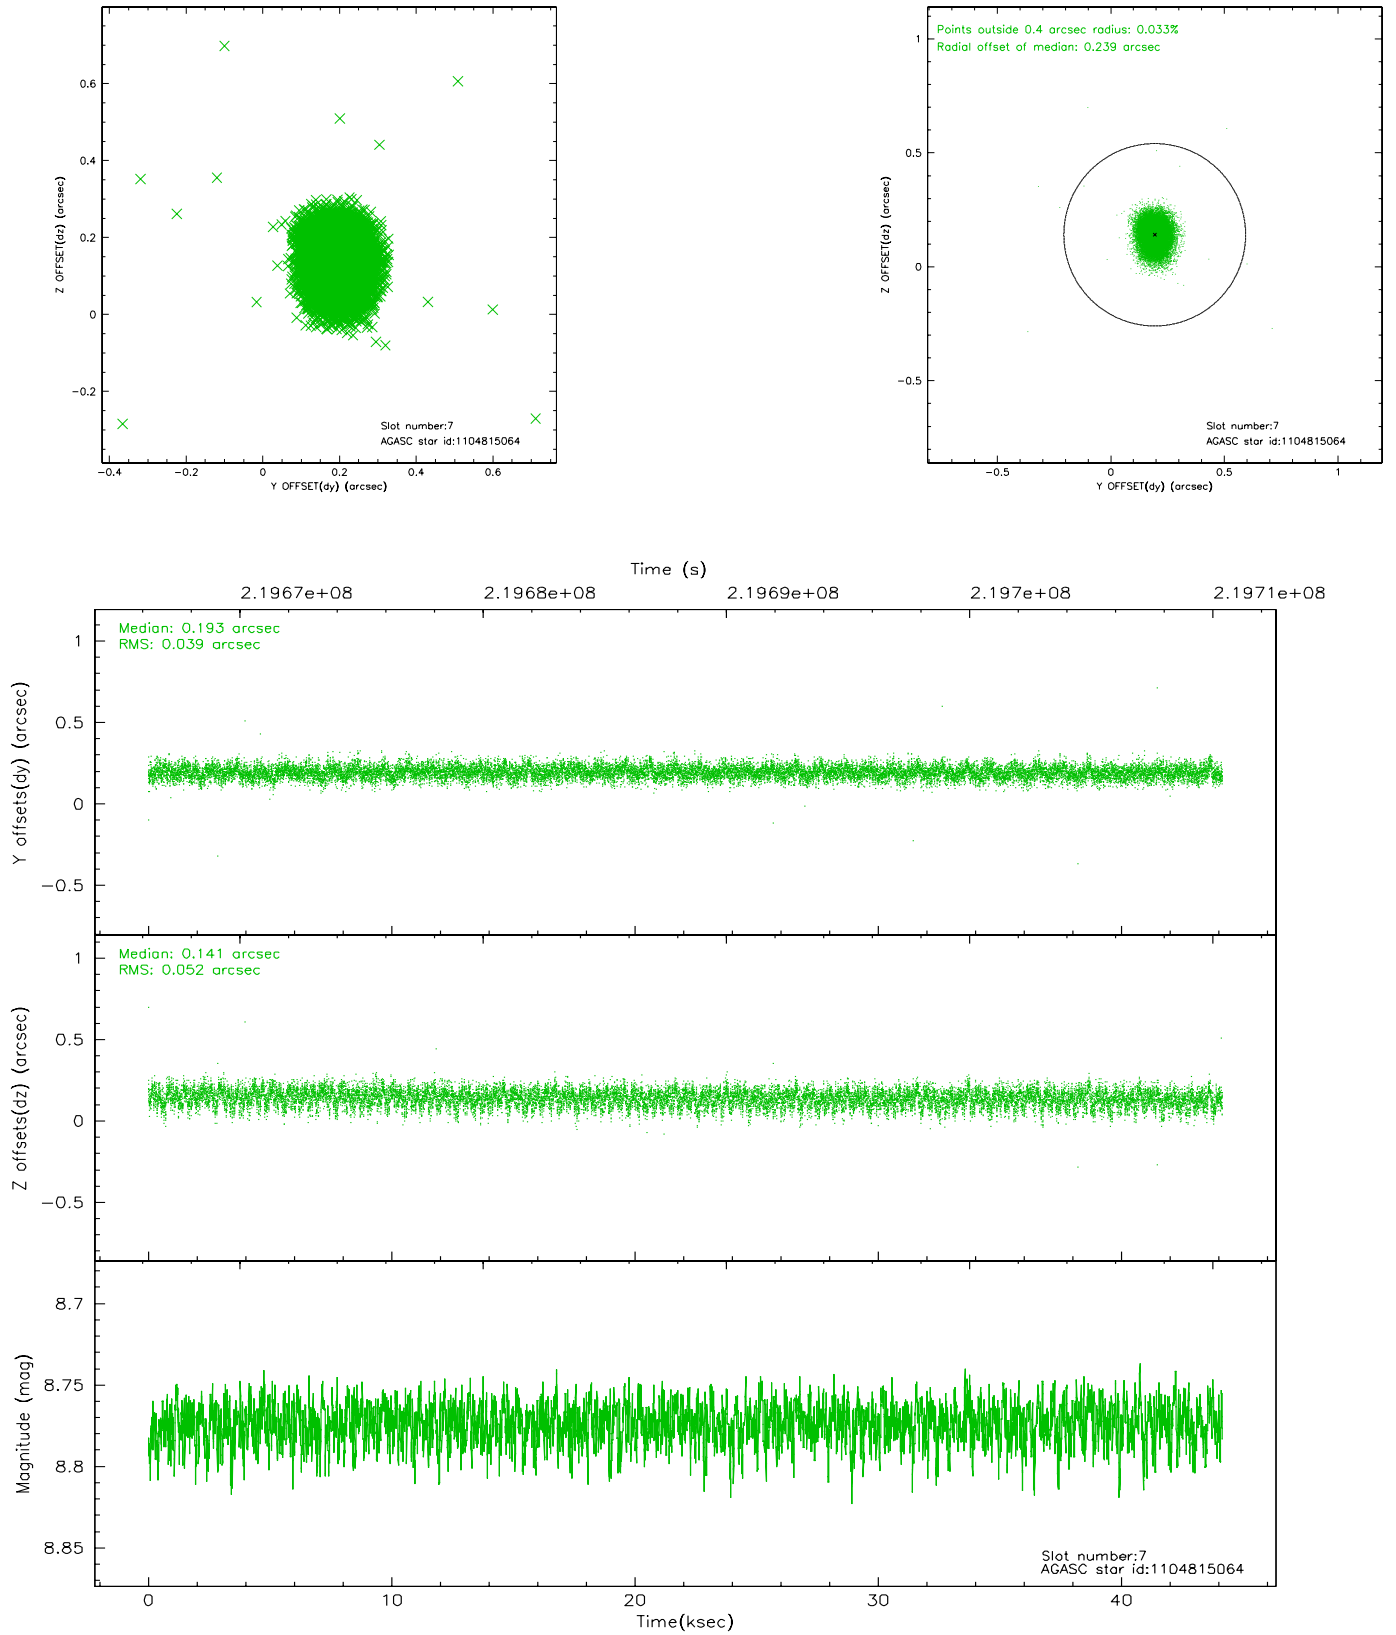 0.6
0.4
0.2
0
−0.2
Z OFFSET(dz) (arcsec)
−0.4 −0.2 0 0.2 0.4 0.6
Y OFFSET(dy) (arcsec)
Slot number:7
AGASC star id:1104815064
Points outside 0.4 arcsec radius: 0.033%
Radial offset of median: 0.239 arcsec
1
0.5
0
−0.5
Z OFFSET(dz) (arcsec)
−0.5 0 0.5 1
Y OFFSET(dy) (arcsec)
Slot number:7
AGASC star id:1104815064
Time (s)
2.1967e+08 2.1968e+08 2.1969e+08 2.197e+08 2.1971e+08
Median: 0.193 arcsec
RMS: 0.039 arcsec
1
0.5
0
−0.5
Y offsets(dy) (arcsec)
Median: 0.141 arcsec
RMS: 0.052 arcsec
1
0.5
0
−0.5
Z offsets(dz) (arcsec)
8.7
8.75
8.8
8.85
Magnitude (mag)
Slot number:7
AGASC star id:1104815064
0 10 20 30 40
Time(ksec)